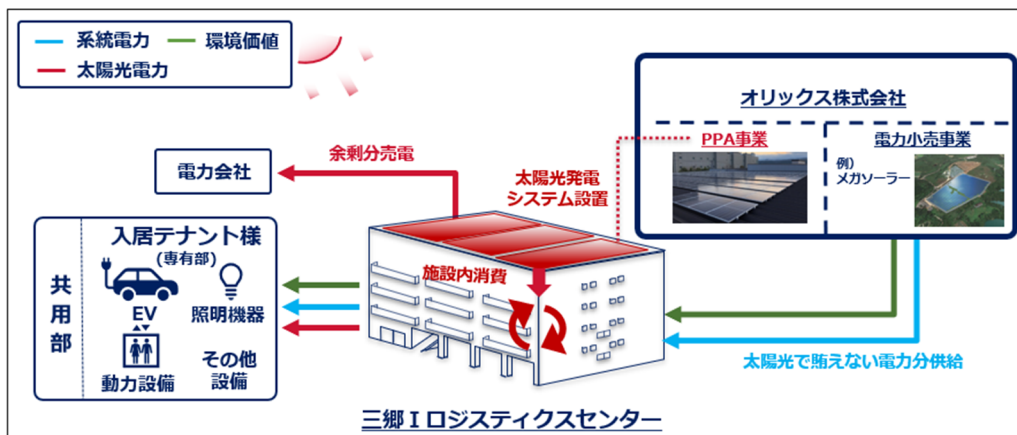 系統電力
環境価値
太陽光電力
オリックス株式会社
PPA事業
電力小売事業
例）
メガソーラー
余剰分売電
電力会社
太陽光発電
システム設置
入居テナント様
(専有部)
共用部
EV
照明機器
動力設備
その他
設備
施設内消費
太陽光で賄えない電力分供給
三郷Ⅰロジスティクスセンター